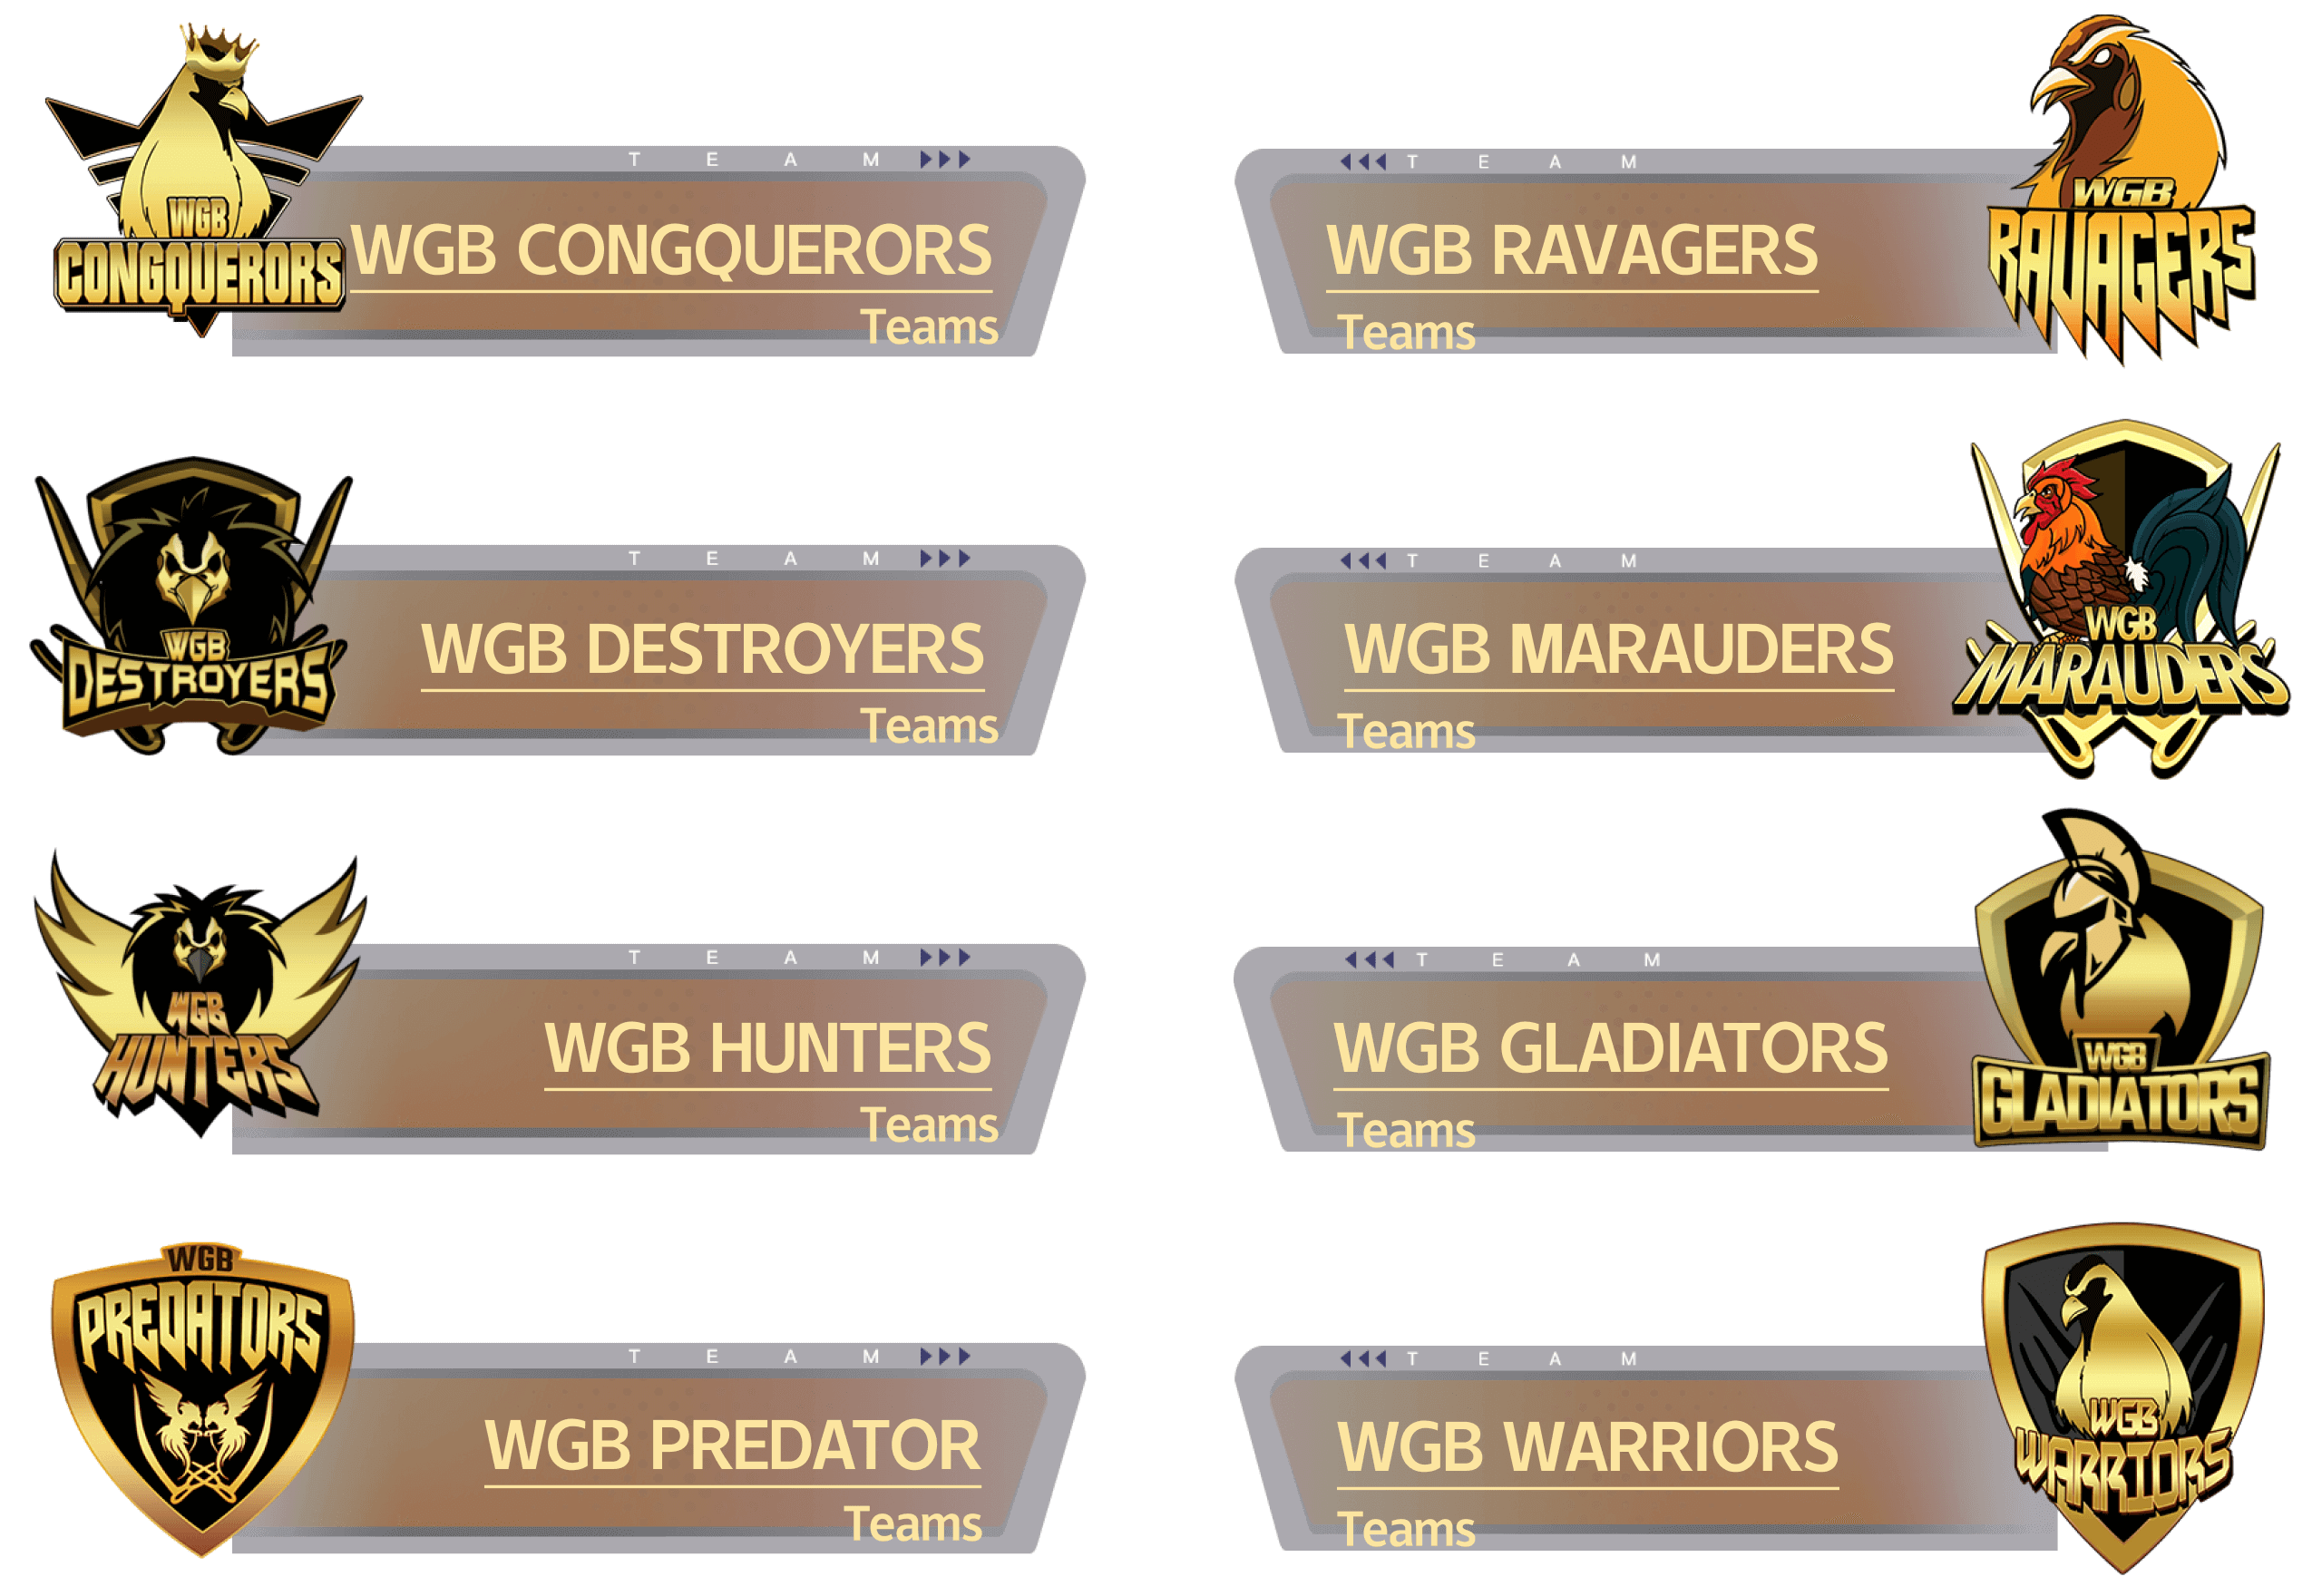 WGB
CONGQUERORS
T E A M
WGB CONGQUERORS
Teams
T E A M
WGB RAVAGERS
Teams
WGB
RAVAGERS
WGB
DESTROYERS
T E A M
WGB DESTROYERS
Teams
T E A M
WGB MARAUDERS
Teams
WGB
MARAUDERS
WGB
HUNTERS
T E A M
WGB HUNTERS
Teams
T E A M
WGB GLADIATORS
Teams
WGB
GLADIATORS
WGB
PREDATORS
T E A M
WGB PREDATOR
Teams
T E A M
WGB WARRIORS
Teams
WGB
WARRIORS